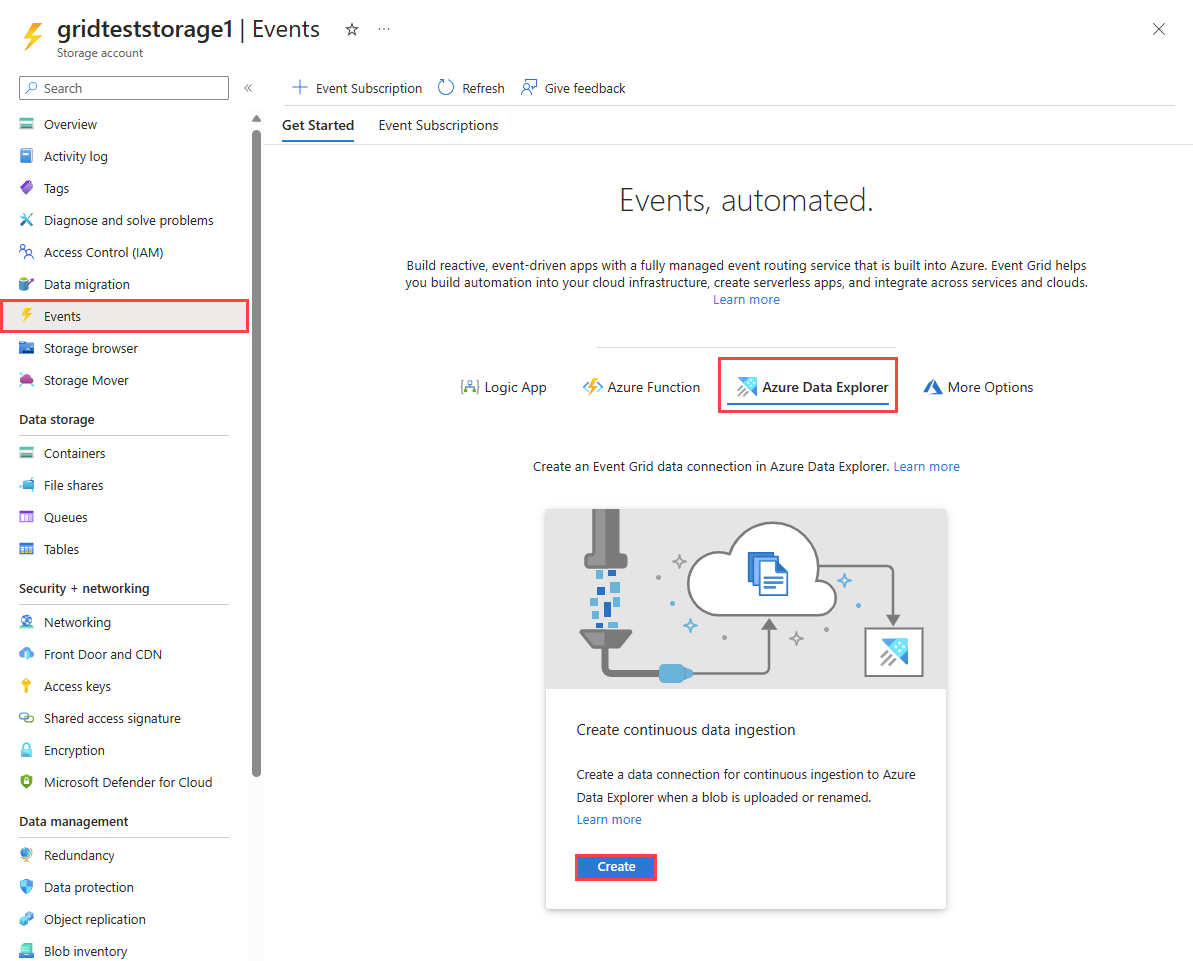 gridteststorage1 | Events
Storage account
Search
Overview
Activity log
Tags
Diagnose and solve problems
Access Control (IAM)
Data migration
Events
Storage browser
Storage Mover
Data storage
Containers
File shares
Queues
Tables
Security + networking
Networking
Front Door and CDN
Access keys
Shared access signature
Encryption
Microsoft Defender for Cloud
Data management
Redundancy
Data protection
Object replication
Blob inventory
Event Subscription Refresh Give feedback
Get Started Event Subscriptions
Events, automated.
Build reactive, event-driven apps with a fully managed event routing service that is built into Azure. Event Grid helps
you build automation into your cloud infrastructure, create serverless apps, and integrate across services and clouds.
Learn more
Logic App Azure Function Azure Data Explorer More Options
Create an Event Grid data connection in Azure Data Explorer. Learn more
Create continuous data ingestion
Create a data connection for continuous ingestion to Azure
Data Explorer when a blob is uploaded or renamed.
Learn more
Create